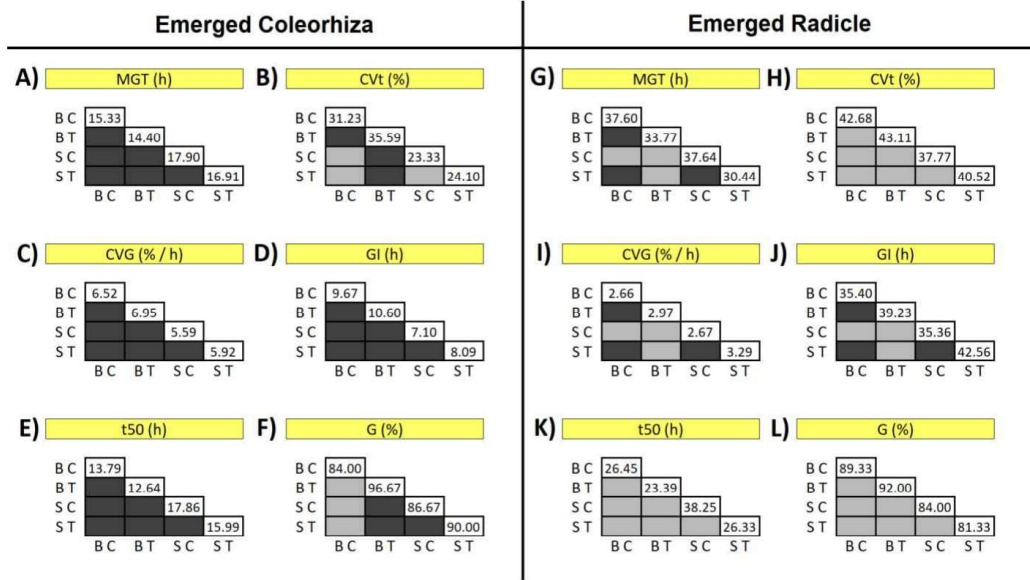 Emerged Coleorhiza
Emerged Radicle
A) MGT (h)
B C 15.33
B T 14.40
S C 17.90
S T 16.91
B C B T S C S T
B) CVt (%)
B C 31.23
B T 35.59
S C 23.33
S T 24.10
B C B T S C S T
G) MGT (h)
B C 37.60
B T 33.77
S C 37.64
S T 30.44
B C B T S C S T
H) CVt (%)
B C 42.68
B T 43.11
S C 37.77
S T 40.52
B C B T S C S T
C) CVG (% / h)
B C 6.52
B T 6.95
S C 5.59
S T 5.92
B C B T S C S T
D) GI (h)
B C 9.67
B T 10.60
S C 7.10
S T 8.09
B C B T S C S T
I) CVG (% / h)
B C 2.66
B T 2.97
S C 2.67
S T 3.29
B C B T S C S T
J) GI (h)
B C 35.40
B T 39.23
S C 35.36
S T 42.56
B C B T S C S T
E) t50 (h)
B C 13.79
B T 12.64
S C 17.86
S T 15.99
B C B T S C S T
F) G (%)
B C 84.00
B T 96.67
S C 86.67
S T 90.00
B C B T S C S T
K) t50 (h)
B C 26.45
B T 23.39
S C 38.25
S T 26.33
B C B T S C S T
L) G (%)
B C 89.33
B T 92.00
S C 84.00
S T 81.33
B C B T S C S T